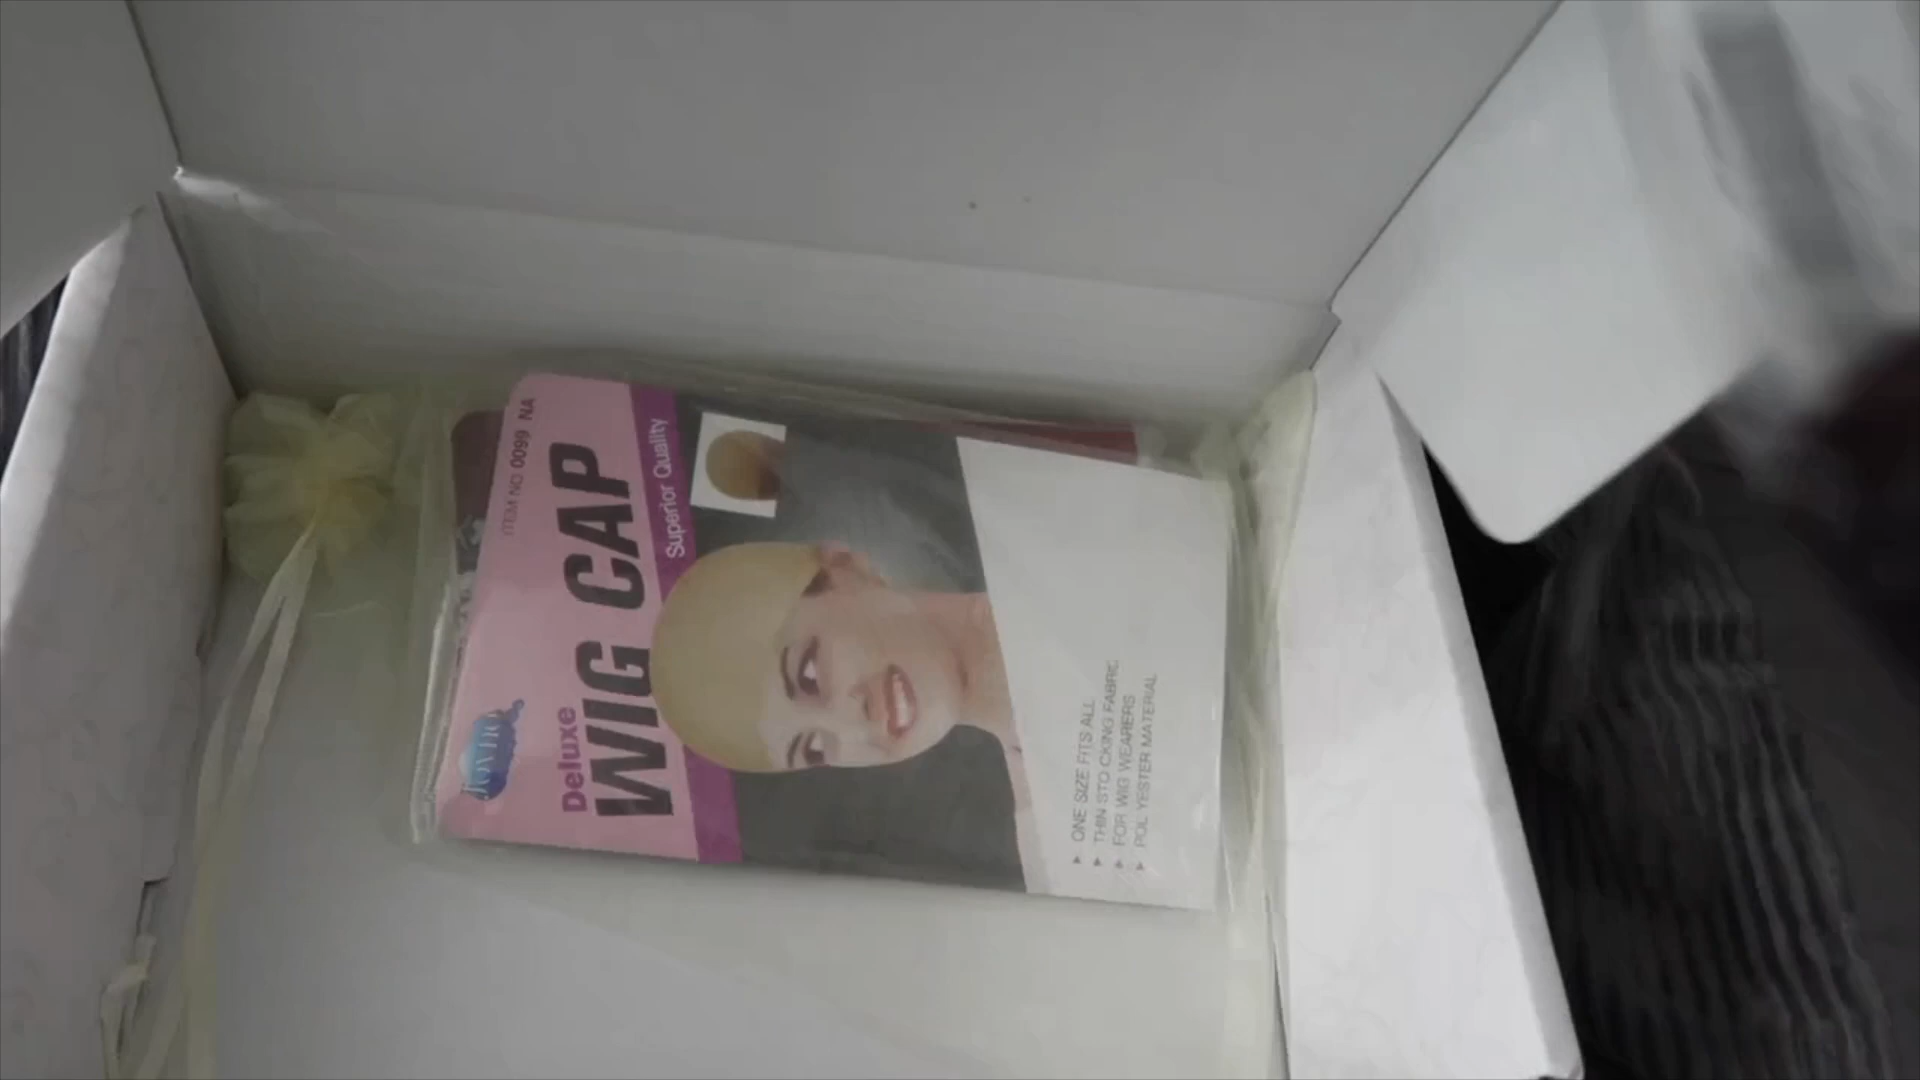 ITEM NO 0099 NA
Deluxe
WIG CAP
Superior Quality
▸ ONE SIZE FITS ALL
▸ THIN STO CKING FABRIC
▸ FOR WIG WEARERS
▸ POL YESTER MATERIAL